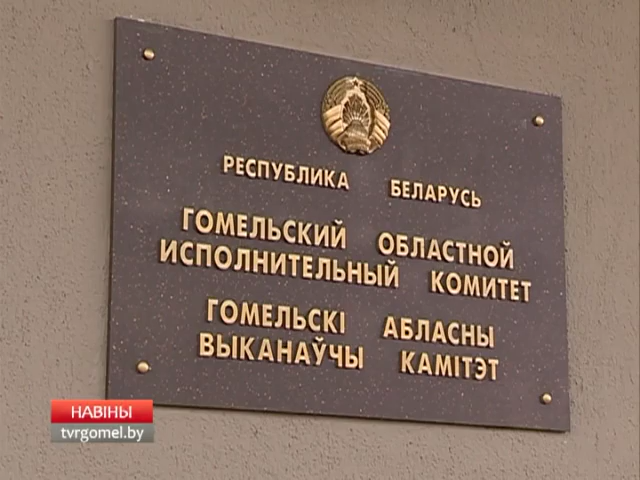 РЕСПУБЛИКА БЕЛАРУСЬ
ГОМЕЛЬСКИЙ ОБЛАСТНОЙ
ИСПОЛНИТЕЛЬНЫЙ КОМИТЕТ
ГОМЕЛЬСКІ АБЛАСНЫ
ВЫКАНАЎЧЫ КАМІТЭТ
НАВІНЫ
tvrgomel.by